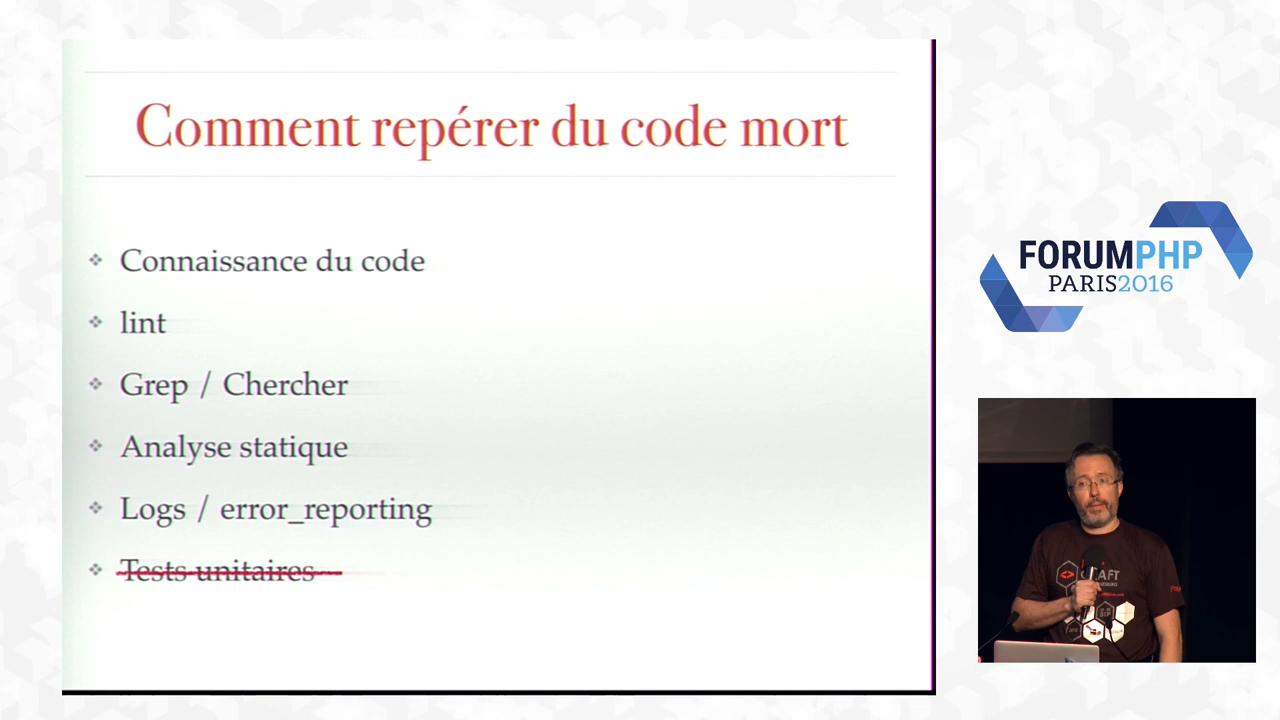 Comment repérer du code mort
Connaissance du code
lint
Grep / Chercher
Analyse statique
Logs / error_reporting
Tests unitaires
FORUMPHP
PARIS2016